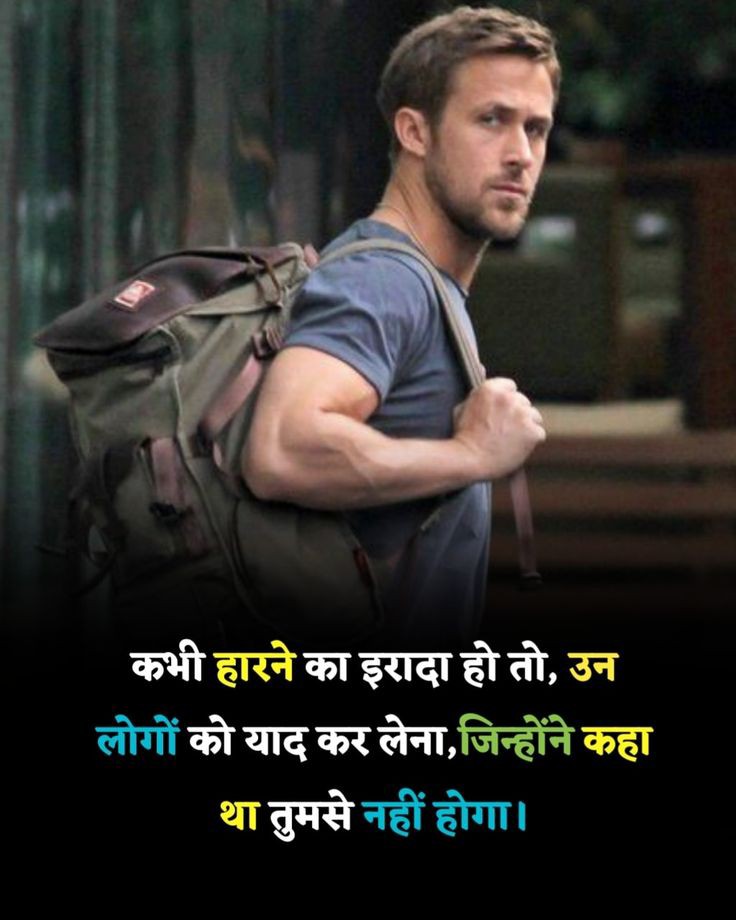 कभी हारने का इरादा हो तो, उन
लोगों को याद कर लेना,जिन्होंने कहा
था तुमसे नहीं होगा।